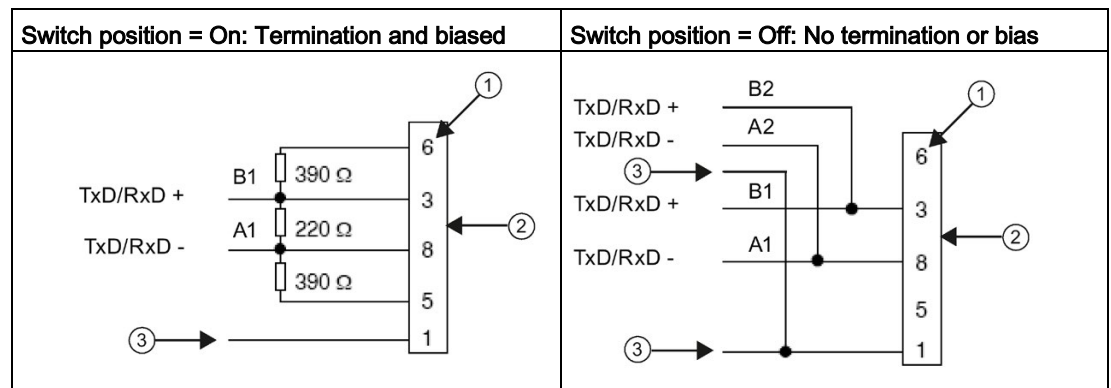 Switch position = On: Termination and biased
Switch position = Off: No termination or bias
①
6
390 Ω
B1
TxD/RxD +
3
220 Ω
②
A1
TxD/RxD -
8
390 Ω
5
③
1
B2
TxD/RxD +
①
A2
TxD/RxD -
6
③
B1
TxD/RxD +
3
②
A1
TxD/RxD -
8
5
③
1